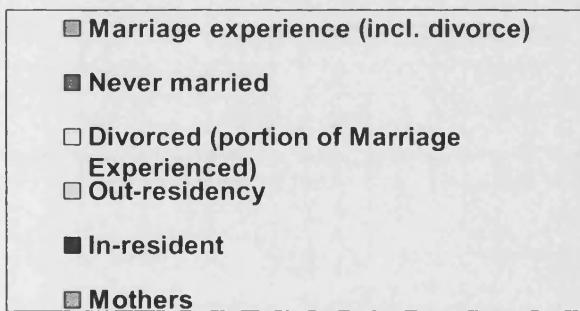 Marriage experience (incl. divorce)
Never married
Divorced (portion of Marriage
Experienced)
Out-residency
In-resident
Mothers